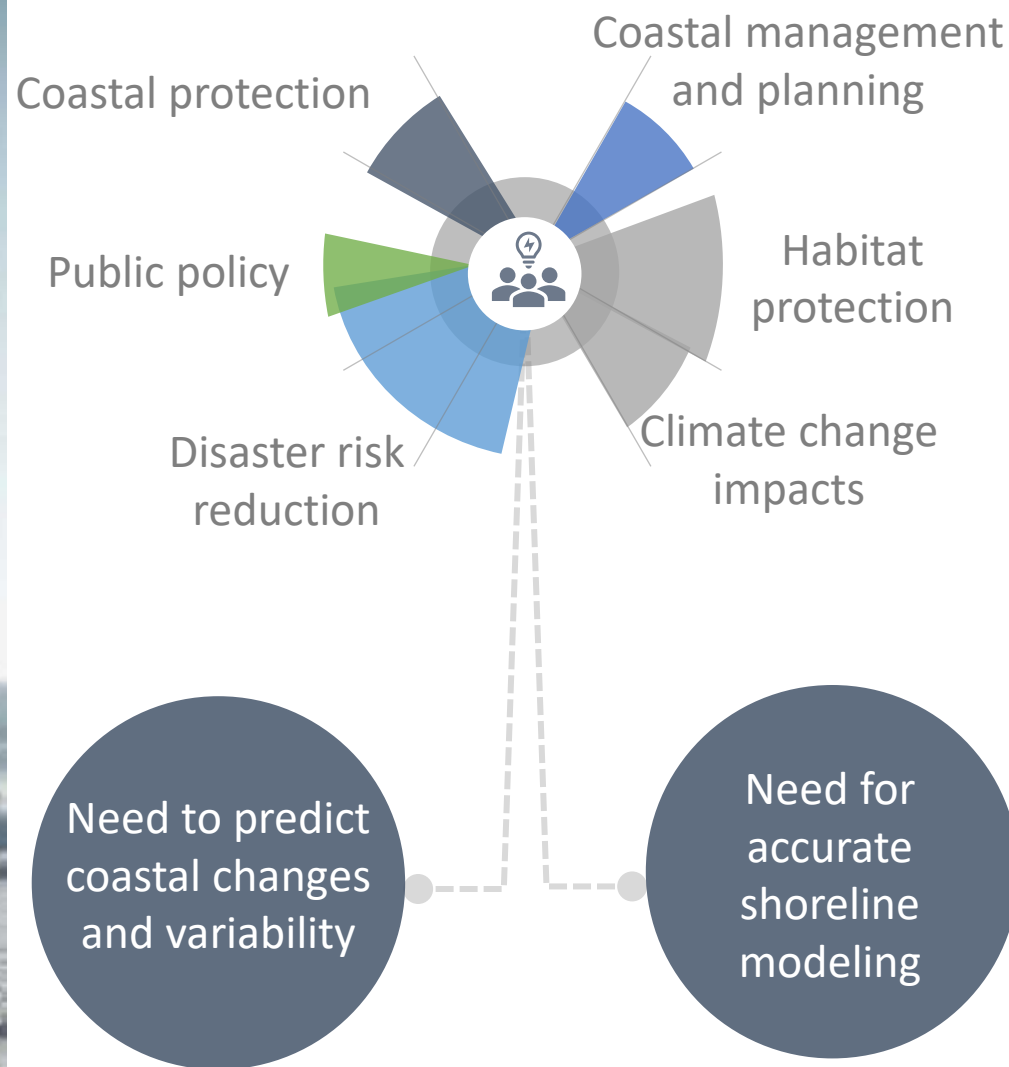 Coastal protection
Coastal management
and planning
Public policy
Habitat
protection
Disaster risk
reduction
Climate change
impacts
Need to predict
coastal changes
and variability
Need for
accurate
shoreline
modeling